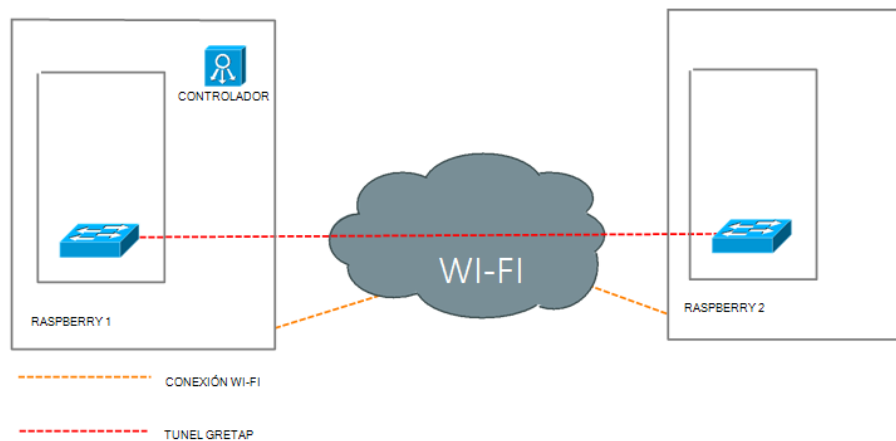 CONTROLADOR
WI-FI
RASPBERRY 1
RASPBERRY 2
CONEXIÓN WI-FI
TUNEL GRETAP